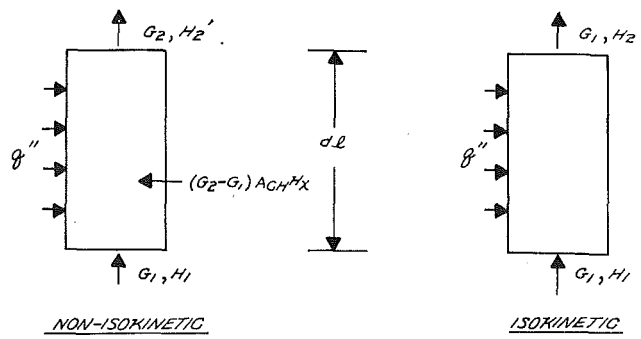 G2, H2'.
q"
(G2-G1) ACH HX
G1, H1
NON-ISOKINETIC
dl
G1, H2
q"
G1, H1
ISOKINETIC